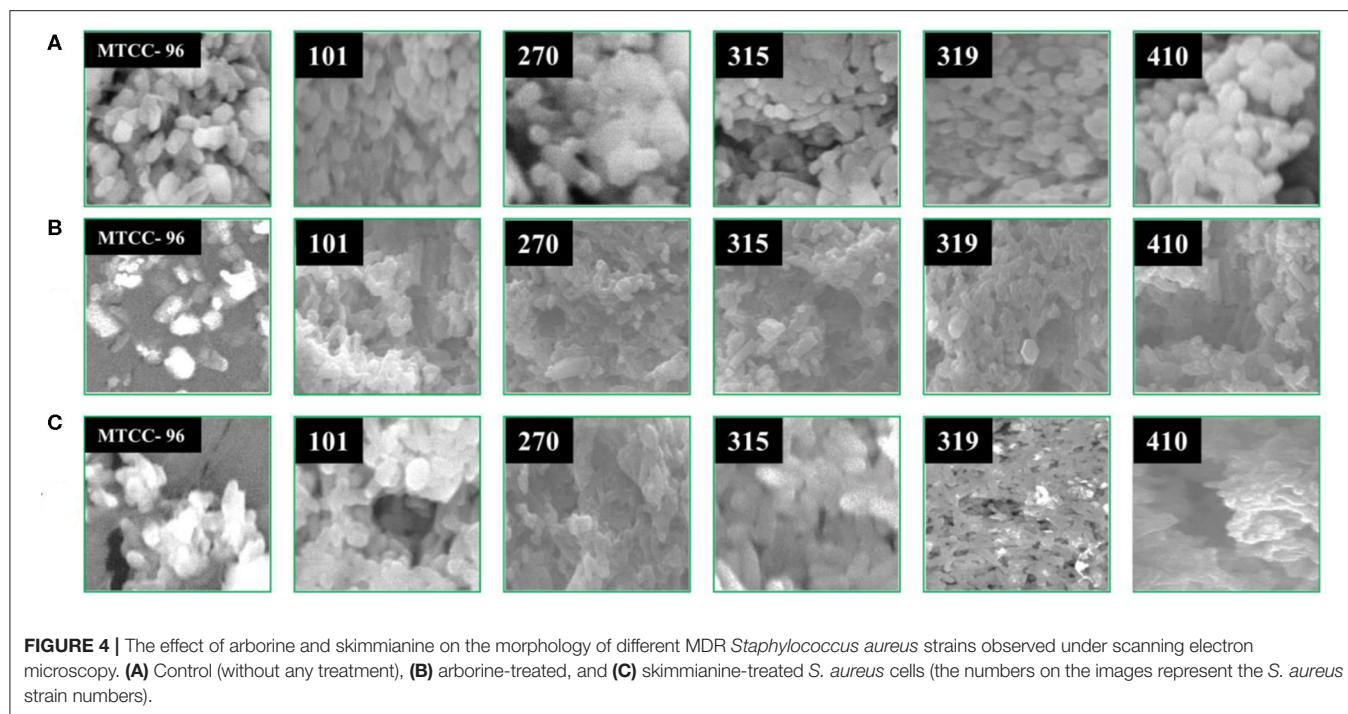 A
MTCC- 96 101 270 315 319 410
B
MTCC- 96 101 270 315 319 410
C
MTCC- 96 101 270 315 319 410
FIGURE 4 | The effect of arborine and skimmianine on the morphology of different MDR Staphylococcus aureus strains observed under scanning electron
microscopy. (A) Control (without any treatment), (B) arborine-treated, and (C) skimmianine-treated S. aureus cells (the numbers on the images represent the S. aureus
strain numbers).